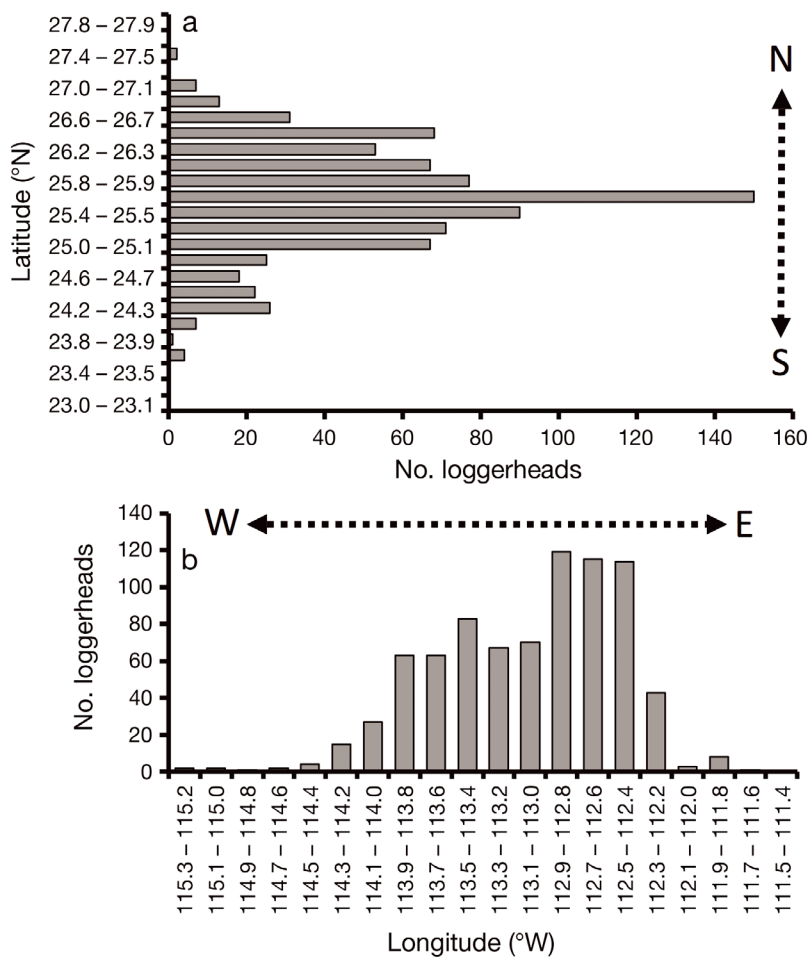 a
27.8 – 27.9
27.4 – 27.5
27.0 – 27.1
26.6 – 26.7
26.2 – 26.3
25.8 – 25.9
25.4 – 25.5
25.0 – 25.1
24.6 – 24.7
24.2 – 24.3
23.8 – 23.9
23.4 – 23.5
23.0 – 23.1
Latitude (°N)
N
S
0 20 40 60 80 100 120 140 160
No. loggerheads
b
W E
140
120
100
80
60
40
20
0
No. loggerheads
115.3 – 115.2
115.1 – 115.0
114.9 – 114.8
114.7 – 114.6
114.5 – 114.4
114.3 – 114.2
114.1 – 114.0
113.9 – 113.8
113.7 – 113.6
113.5 – 113.4
113.3 – 113.2
113.1 – 113.0
112.9 – 112.8
112.7 – 112.6
112.5 – 112.4
112.3 – 112.2
112.1 – 112.0
111.9 – 111.8
111.7 – 111.6
111.5 – 111.4
Longitude (°W)